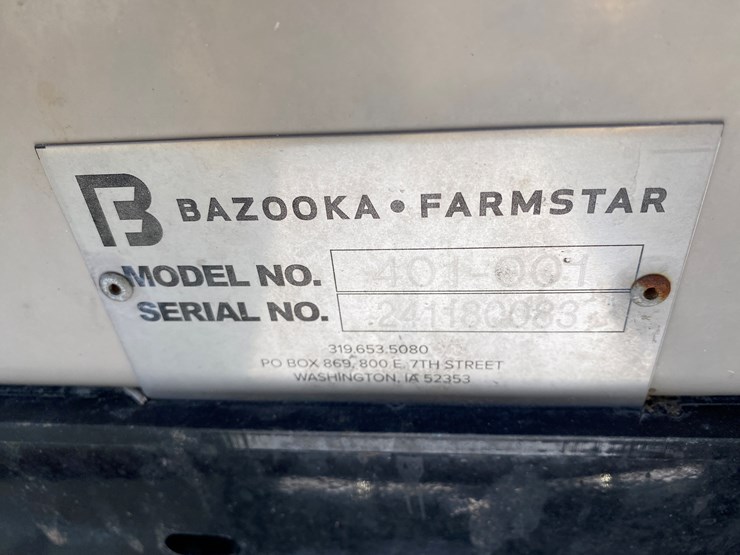 B BAZOOKA • FARMSTAR
MODEL NO. 401-001
SERIAL NO. 241180083
319.653.5080
PO BOX 869, 800 E. 7TH STREET
WASHINGTON, IA 52353